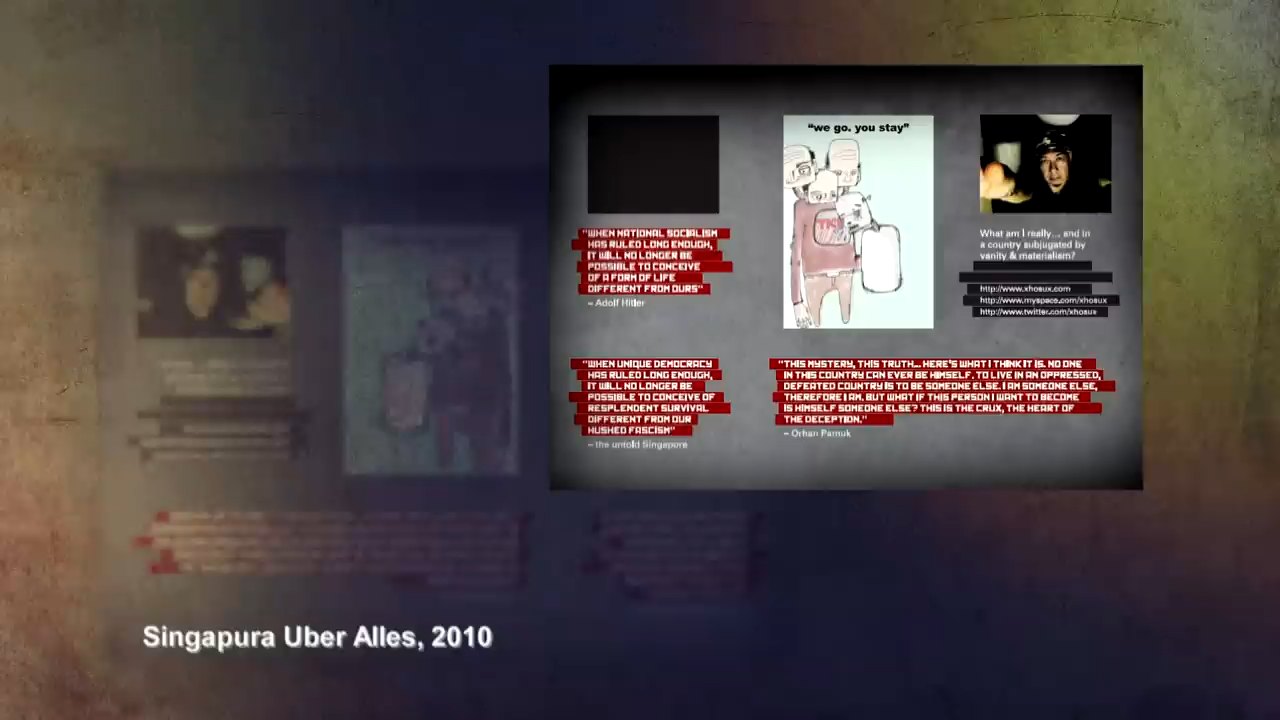 "we go. you stay"
"WHEN NATIONAL SOCIALISM
HAS RULED LONG ENOUGH,
IT WILL NO LONGER BE
POSSIBLE TO CONCEIVE
OF A FORM OF LIFE
DIFFERENT FROM OURS"
– Adolf Hitler
What am I really... and in
a country subjugated by
vanity & materialism?
http://www.xhosux.com
http://www.myspace.com/xhosux
http://www.twitter.com/xhosux
"WHEN UNIQUE DEMOCRACY
HAS RULED LONG ENOUGH,
IT WILL NO LONGER BE
POSSIBLE TO CONCEIVE OF
RESPLENDENT SURVIVAL
DIFFERENT FROM OUR
HUSHED FASCISM"
– the untold Singapore
"THIS MYSTERY, THIS TRUTH... HERE'S WHAT I THINK IT IS. NO ONE
IN THIS COUNTRY CAN EVER BE HIMSELF. TO LIVE IN AN OPPRESSED,
DEFEATED COUNTRY IS TO BE SOMEONE ELSE. I AM SOMEONE ELSE,
THEREFORE I AM. BUT WHAT IF THIS PERSON I WANT TO BECOME
IS HIMSELF SOMEONE ELSE? THIS IS THE CRUX, THE HEART OF
THE DECEPTION."
– Orhan Pamuk
Singapura Uber Alles, 2010